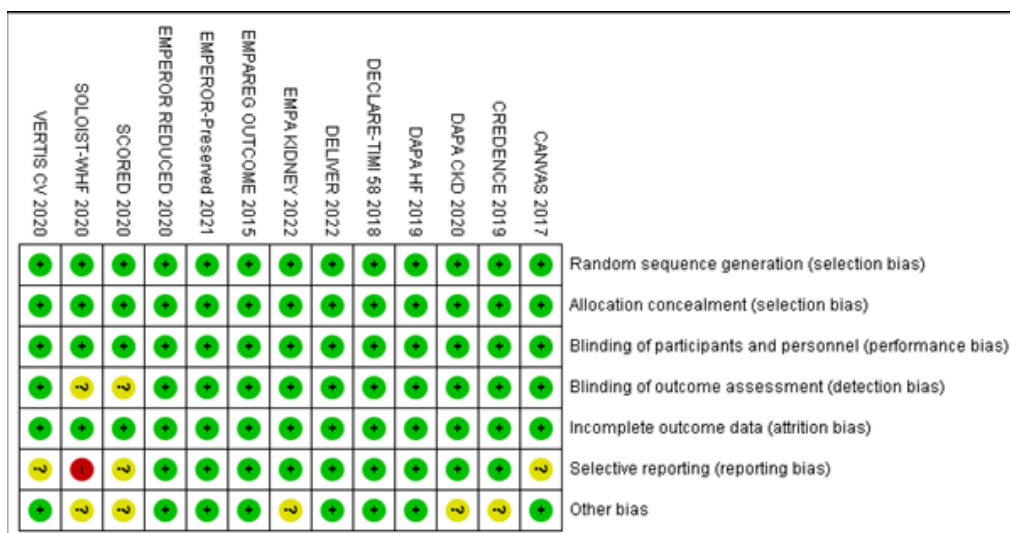 VERTIS CV 2020
SOLOIST-WHF 2020
SCORED 2020
EMPEROR REDUCED 2020
EMPEROR-Preserved 2021
EMPAREG OUTCOME 2015
EMPA KIDNEY 2022
DELIVER 2022
DECLARE-TIMI 58 2018
DAPA HF 2019
DAPA CKD 2020
CREDENCE 2019
CANVAS 2017
+ + + + + + + + + + + + + Random sequence generation (selection bias)
+ + + + + + + + + + + + + Allocation concealment (selection bias)
+ + + + + + + + + + + + + Blinding of participants and personnel (performance bias)
+ ? ? + + + + + + + + + + Blinding of outcome assessment (detection bias)
+ + + + + + + + + + + + + Incomplete outcome data (attrition bias)
? - ? + + + + + + + + + ? Selective reporting (reporting bias)
+ ? ? + + + ? + + + ? ? + Other bias